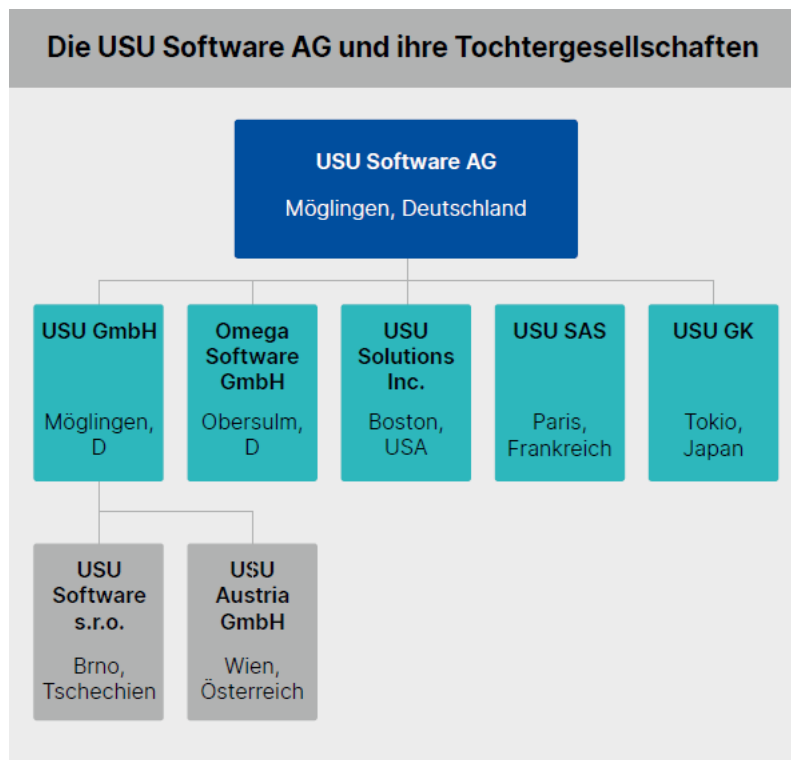 Die USU Software AG und ihre Tochtergesellschaften
USU Software AG
Möglingen, Deutschland
USU GmbH
Möglingen,
D
Omega
Software
GmbH
Obersulm,
D
USU
Solutions
Inc.
Boston,
USA
USU SAS
Paris,
Frankreich
USU GK
Tokio,
Japan
USU
Software
s.r.o.
Brno,
Tschechien
USU
Austria
GmbH
Wien,
Österreich